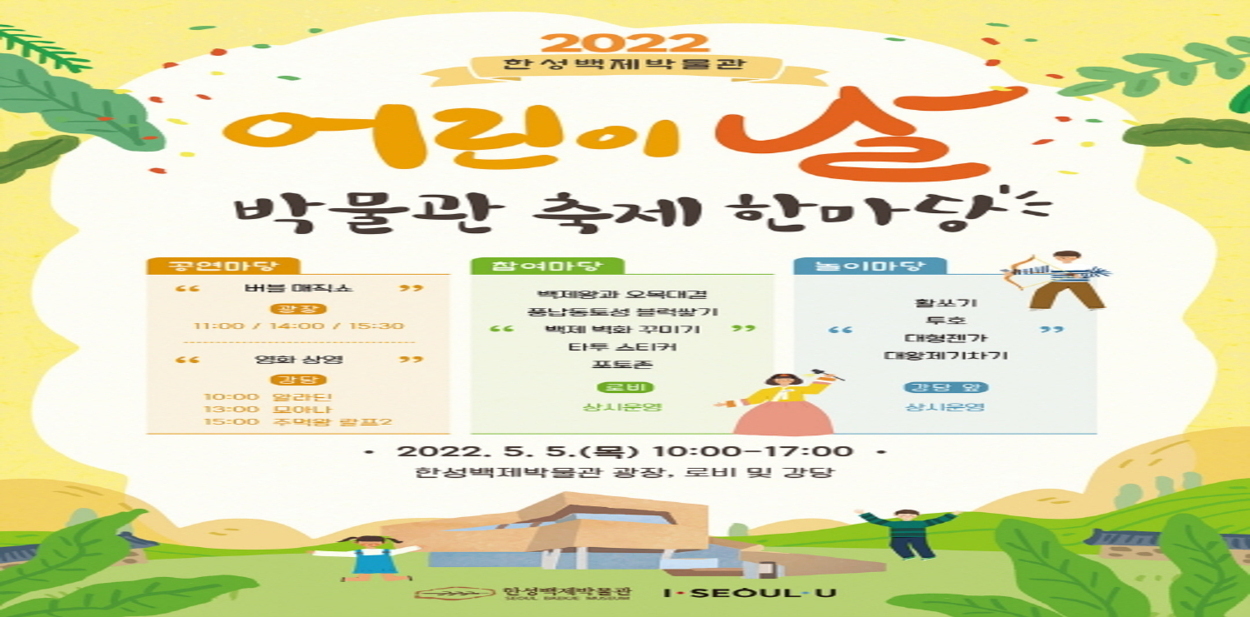 2022
한성백제박물관
어린이 날
박물관 축제 한마당
공연마당
“ 버블 매직쇼 ”
광장
11:00 / 14:00 / 15:30
“ 영화 상영 ”
강당
10:00 알라딘
13:00 모아나
15:00 주먹왕 랄프2
참여마당
백제왕과 오목대결
풍납동토성 블럭쌓기
“ 백제 벽화 꾸미기 ”
타투 스티커
포토존
로비
상시운영
놀이마당
활쏘기
투호
“ 대형젠가 ”
대왕제기차기
강당 앞
상시운영
• 2022. 5. 5.(목) 10:00-17:00 •
한성백제박물관 광장, 로비 및 강당
한성백제박물관
SEOUL BAEKJE MUSEUM
I·SEOUL·U